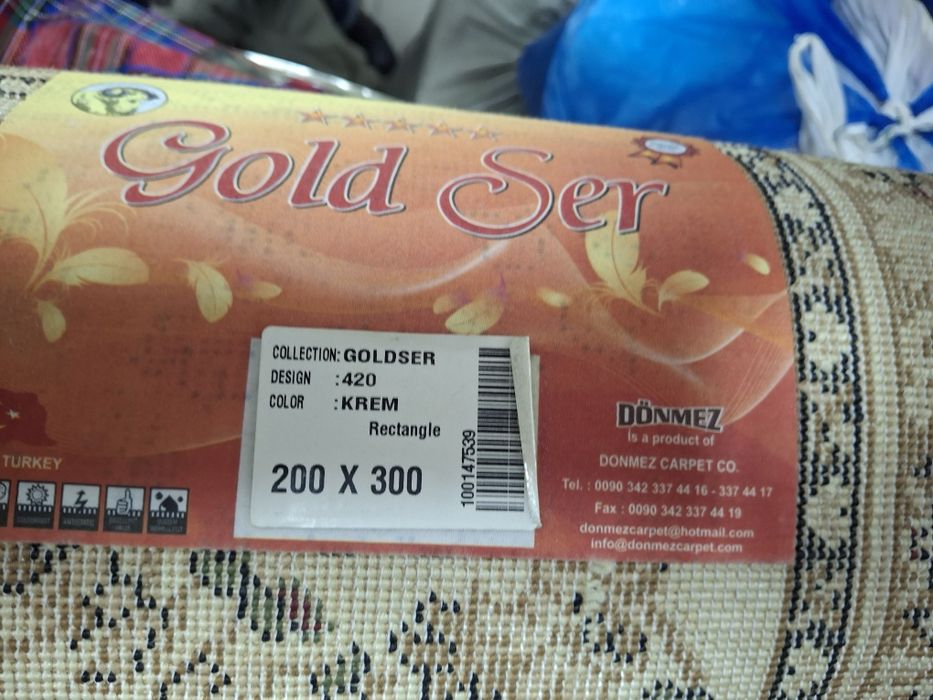 Gold Ser
COLLECTION: GOLDSER
DESIGN : 420
COLOR : KREM
Rectangle
200 X 300
100147539
TURKEY
DÖNMEZ
is a product of
DONMEZ CARPET CO.
Tel. : 0090 342 337 44 16 - 337 44 17
Fax : 0090 342 337 44 19
donmezcarpet@hotmail.com
info@donmezcarpet.com